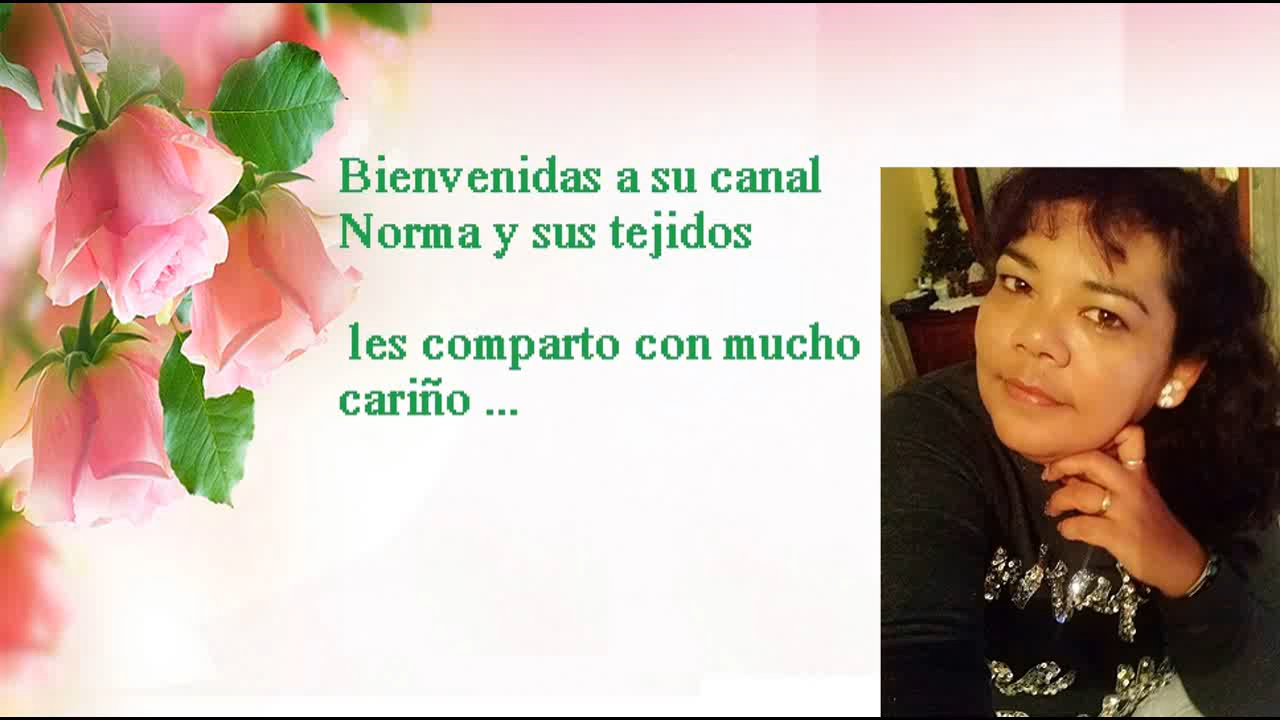 Bienvenidas a su canal
Norma y sus tejidos
les comparto con mucho
cariño ...